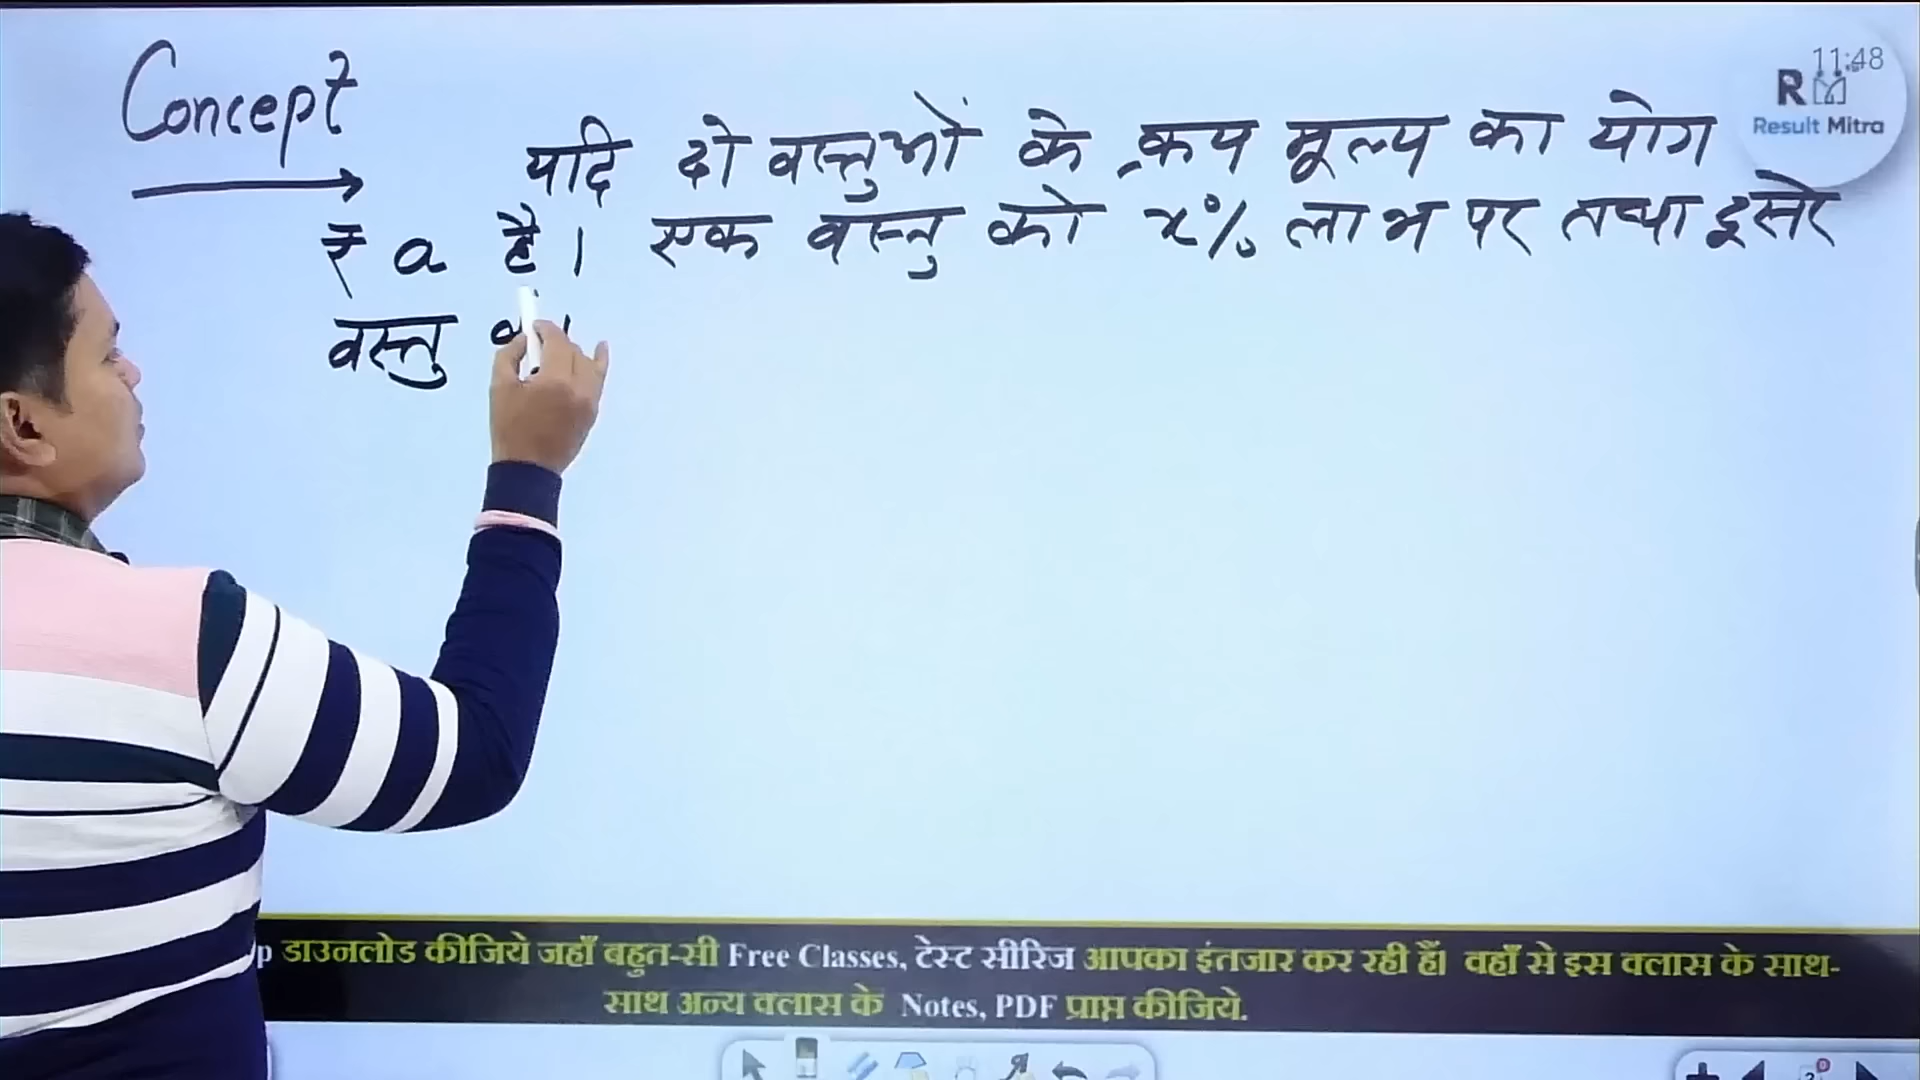 Concept
11:48
Result Mitra
यदि दो वस्तुओं के क्रय मूल्य का योग
₹ a है। एक वस्तु को x% लाभ पर तथा दूसरे
वस्तु
p डाउनलोड कीजिये जहाँ बहुत-सी Free Classes, टेस्ट सीरिज आपका इंतजार कर रही हैं। वहाँ से इस क्लास के साथ-
साथ अन्य क्लास के Notes, PDF प्राप्त कीजिये.